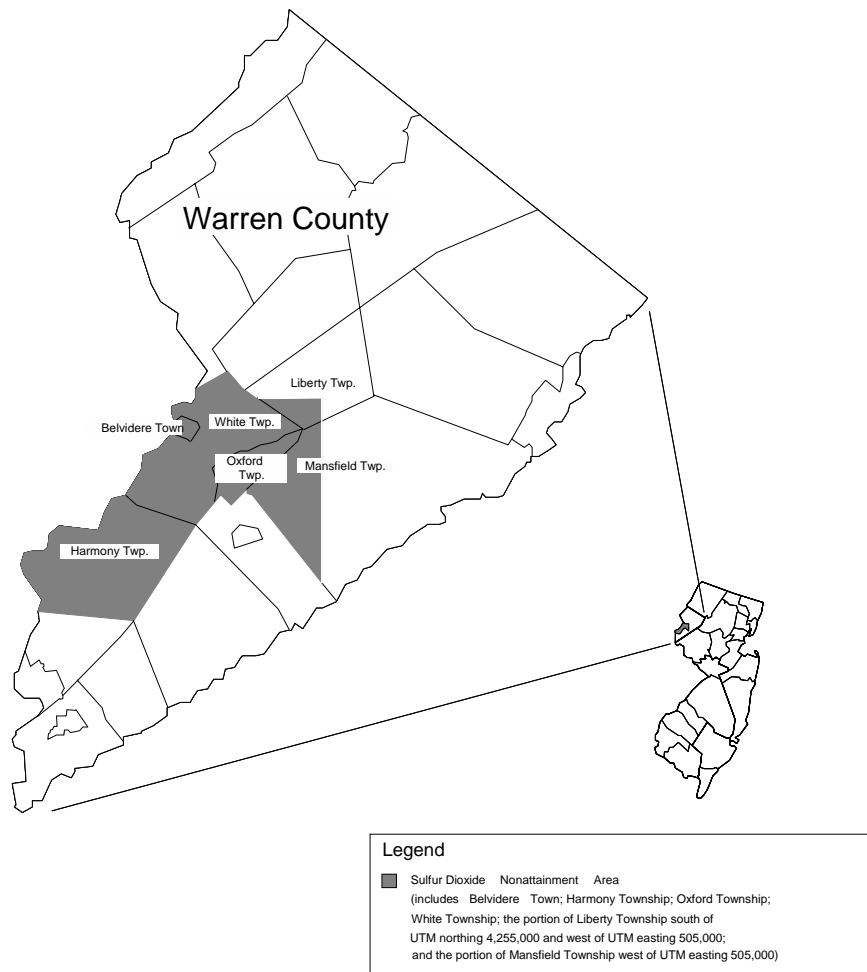 Warren County
Liberty Twp.
White Twp.
Belvidere Town
Oxford
Twp.
Mansfield Twp.
Harmony Twp.
Legend
Sulfur Dioxide Nonattainment Area
(includes Belvidere Town; Harmony Township; Oxford Township;
White Township; the portion of Liberty Township south of
UTM northing 4,255,000 and west of UTM easting 505,000;
and the portion of Mansfield Township west of UTM easting 505,000)